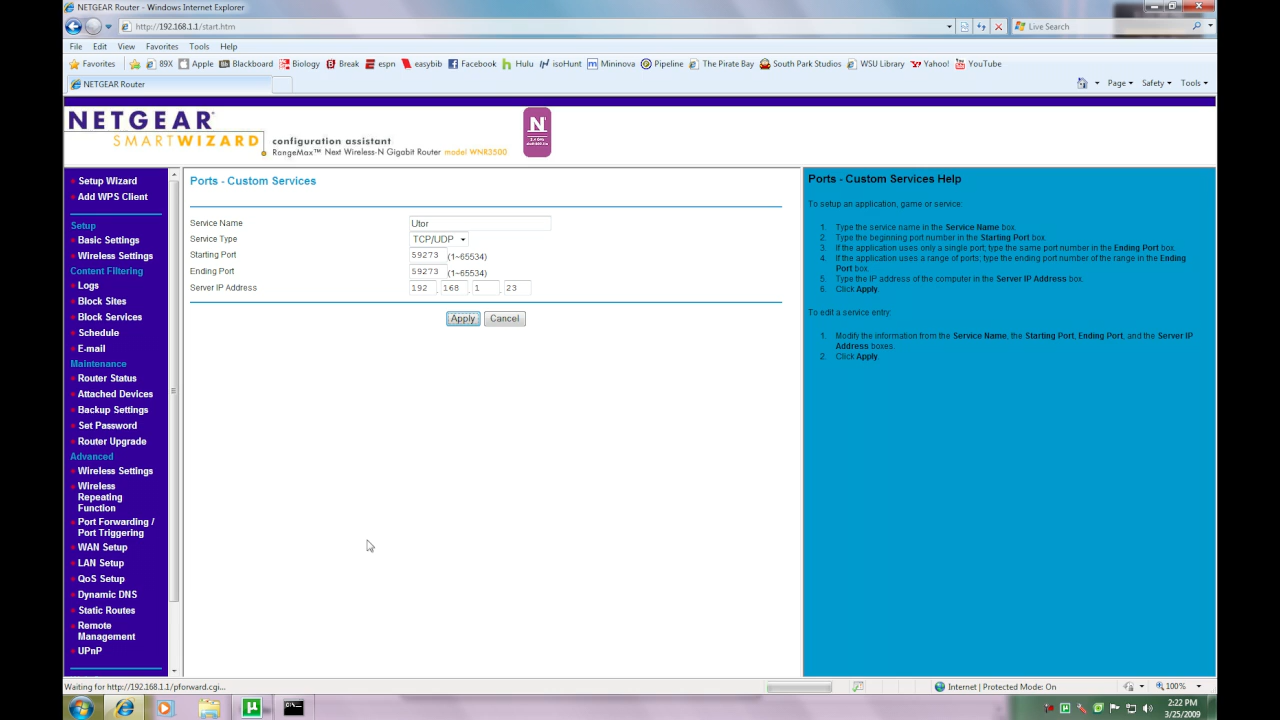 NETGEAR Router - Windows Internet Explorer
http://192.168.1.1/start.htm
Live Search
File Edit View Favorites Tools Help
Favorites 89X Apple Blackboard Biology Break espn easybib Facebook Hulu isoHunt Mininova Pipeline The Pirate Bay South Park Studios WSU Library Yahoo! YouTube
NETGEAR Router
Page Safety Tools
NETGEAR
SMARTWIZARD configuration assistant
RangeMax™ Next Wireless-N Gigabit Router model WNR3500
N
Setup Wizard
Add WPS Client
Setup
Basic Settings
Wireless Settings
Content Filtering
Logs
Block Sites
Block Services
Schedule
E-mail
Maintenance
Router Status
Attached Devices
Backup Settings
Set Password
Router Upgrade
Advanced
Wireless Settings
Wireless
Repeating
Function
Port Forwarding /
Port Triggering
WAN Setup
LAN Setup
QoS Setup
Dynamic DNS
Static Routes
Remote
Management
UPnP
Ports - Custom Services
Service Name Utor
Service Type TCP/UDP
Starting Port 59273 (1~65534)
Ending Port 59273 (1~65534)
Server IP Address 192 . 168 . 1 . 23
Apply Cancel
Ports - Custom Services Help
To setup an application, game or service:
1. Type the service name in the Service Name box.
2. Type the beginning port number in the Starting Port box.
3. If the application uses only a single port; type the same port number in the Ending Port box.
4. If the application uses a range of ports; type the ending port number of the range in the Ending
Port box.
5. Type the IP address of the computer in the Server IP Address box.
6. Click Apply.
To edit a service entry:
1. Modify the information from the Service Name, the Starting Port, Ending Port, and the Server IP
Address boxes.
2. Click Apply.
Waiting for http://192.168.1.1/pforward.cgi...
Internet | Protected Mode: On
100%
2:22 PM
3/25/2009